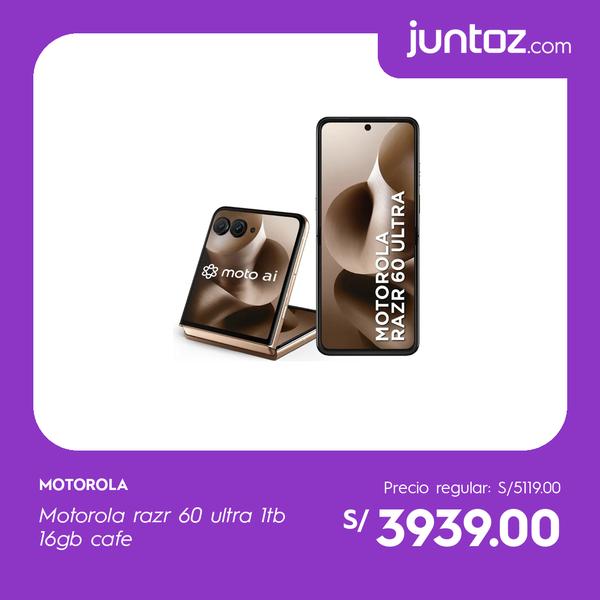 juntoz.com
moto ai
MOTOROLA
RAZR 60 ULTRA
MOTOROLA
Motorola razr 60 ultra 1tb
16gb cafe
Precio regular: S/5119.00
S/ 3939.00